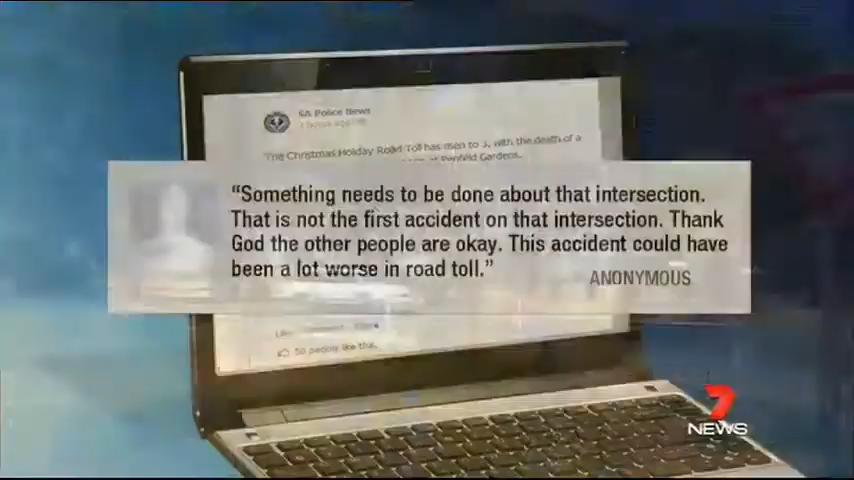 SA Police News
The Christmas Holiday Road Toll has risen to 3, with the death of a
at Penfield Gardens.
“Something needs to be done about that intersection.
That is not the first accident on that intersection. Thank
God the other people are okay. This accident could have
been a lot worse in road toll.”
ANONYMOUS
50 people like this.
7
NEWS